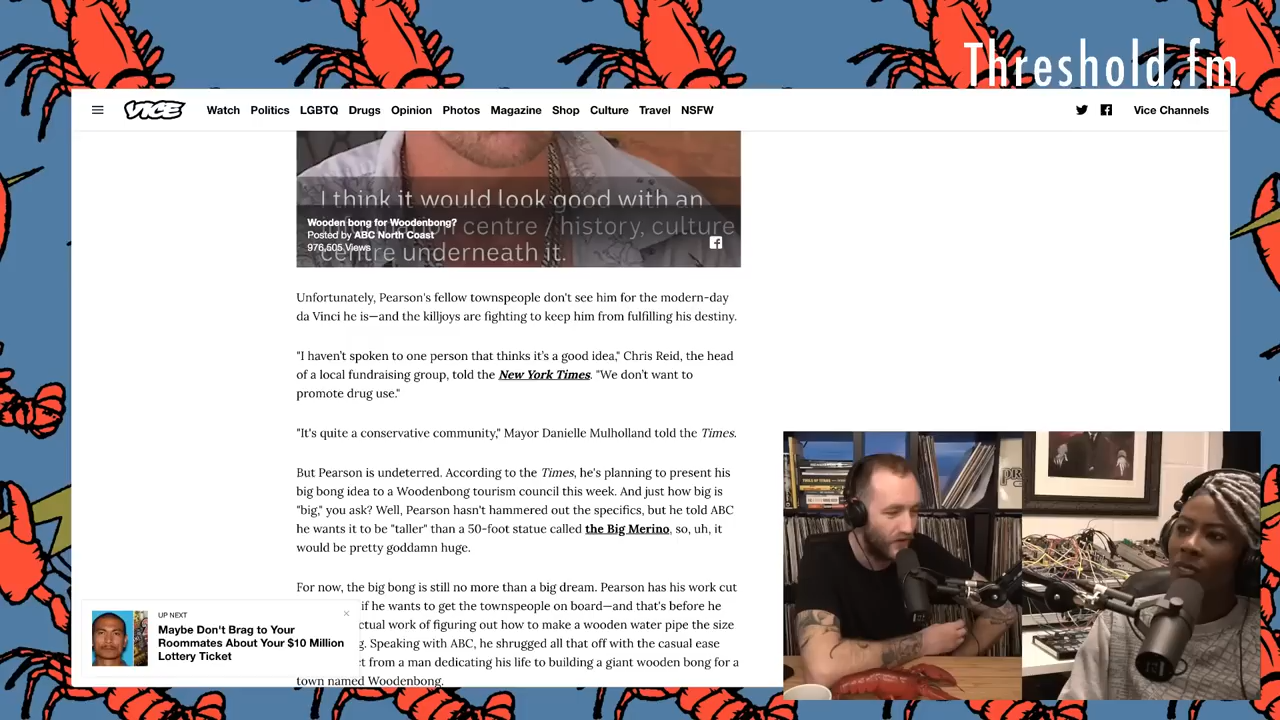 Threshold.fm
VICE
Watch Politics LGBTQ Drugs Opinion Photos Magazine Shop Culture Travel NSFW
Vice Channels
I think it would look good with an
centre / history, culture
centre underneath it.
Wooden bong for Woodenbong?
Posted by ABC North Coast
976,505 Views
Unfortunately, Pearson's fellow townspeople don't see him for the modern-day
da Vinci he is—and the killjoys are fighting to keep him from fulfilling his destiny.
"I haven't spoken to one person that thinks it's a good idea," Chris Reid, the head
of a local fundraising group, told the New York Times. "We don't want to
promote drug use."
"It's quite a conservative community," Mayor Danielle Mulholland told the Times.
But Pearson is undeterred. According to the Times, he's planning to present his
big bong idea to a Woodenbong tourism council this week. And just how big is
"big," you ask? Well, Pearson hasn't hammered out the specifics, but he told ABC
he wants it to be "taller" than a 50-foot statue called the Big Merino, so, uh, it
would be pretty goddamn huge.
For now, the big bong is still no more than a big dream. Pearson has his work cut
if he wants to get the townspeople on board—and that's before he
ctual work of figuring out how to make a wooden water pipe the size
g. Speaking with ABC, he shrugged all that off with the casual ease
t from a man dedicating his life to building a giant wooden bong for a
town named Woodenbong.
UP NEXT
Maybe Don't Brag to Your
Roommates About Your $10 Million
Lottery Ticket